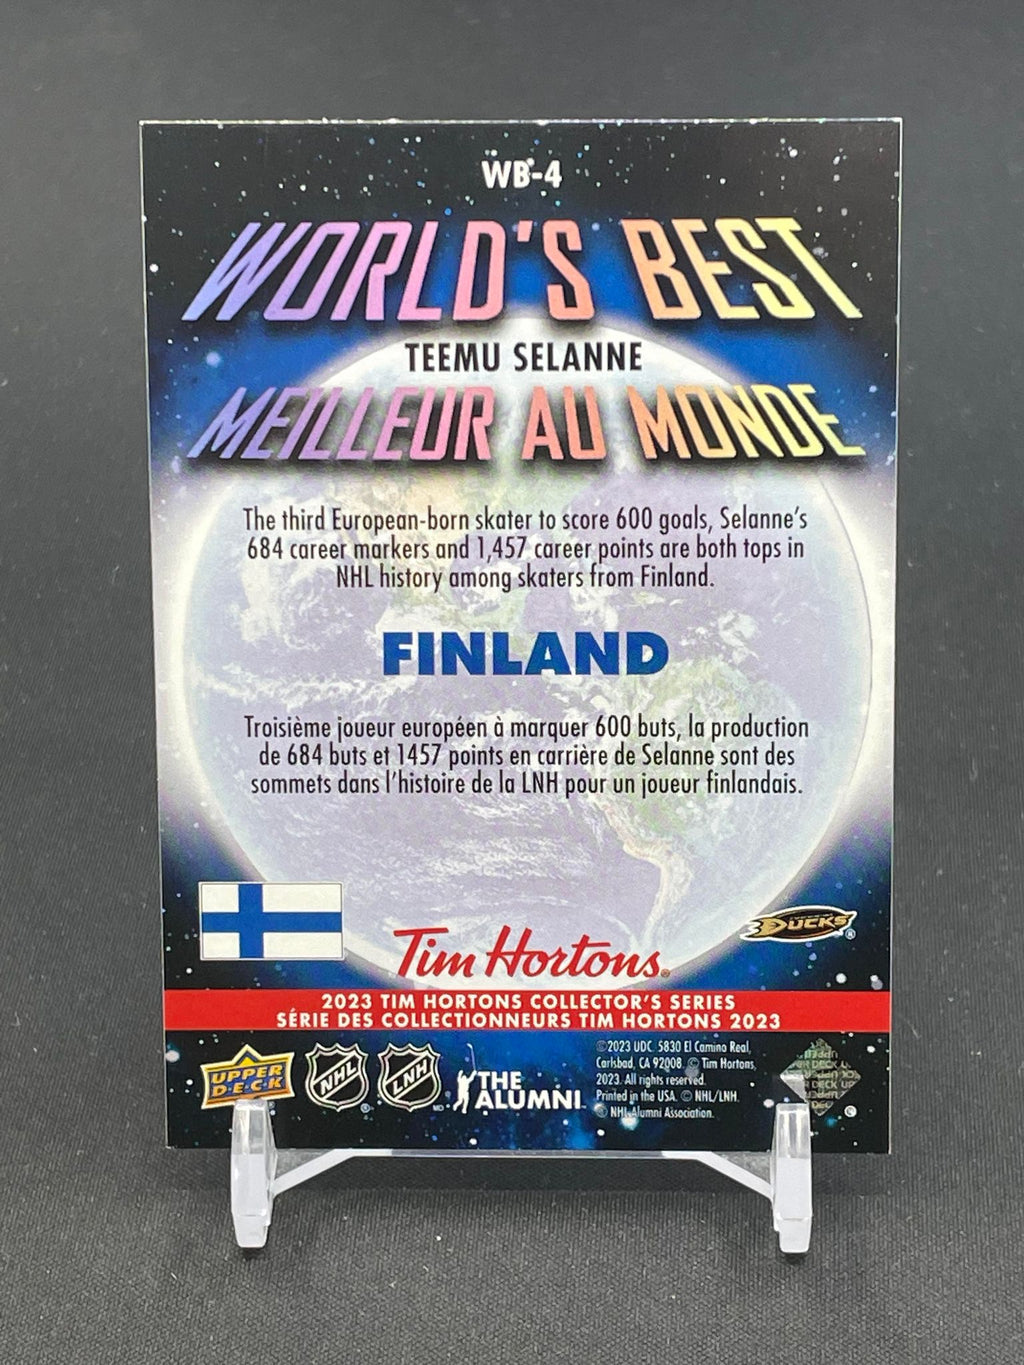 WB-4
WORLD'S BEST
TEEMU SELANNE
MEILLEUR AU MONDE
The third European-born skater to score 600 goals, Selanne's
684 career markers and 1,457 career points are both tops in
NHL history among skaters from Finland.
FINLAND
Troisième joueur européen à marquer 600 buts, la production
de 684 buts et 1457 points en carrière de Selanne sont des
sommets dans l'histoire de la LNH pour un joueur finlandais.
DUCKS®
Tim Hortons®
2023 TIM HORTONS COLLECTOR'S SERIES
SÉRIE DES COLLECTIONNEURS TIM HORTONS 2023
UPPER
DECK
NHL®
LNH MD
THE
ALUMNI
©2023 UDC. 5830 El Camino Real,
Carlsbad, CA 92008. © Tim Hortons,
2023. All rights reserved.
Printed in the USA. © NHL/LNH.
© NHL Alumni Association.